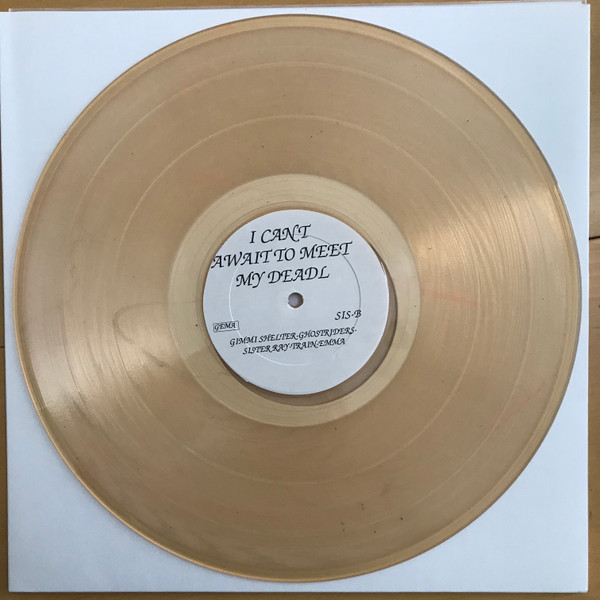 I CAN'T
AWAIT TO MEET
MY DEADL
SIS-B
GEMA
GIMMI SHELTER-GHOSTRIDERS-
SISTER RAY-TRAIN-EMMA